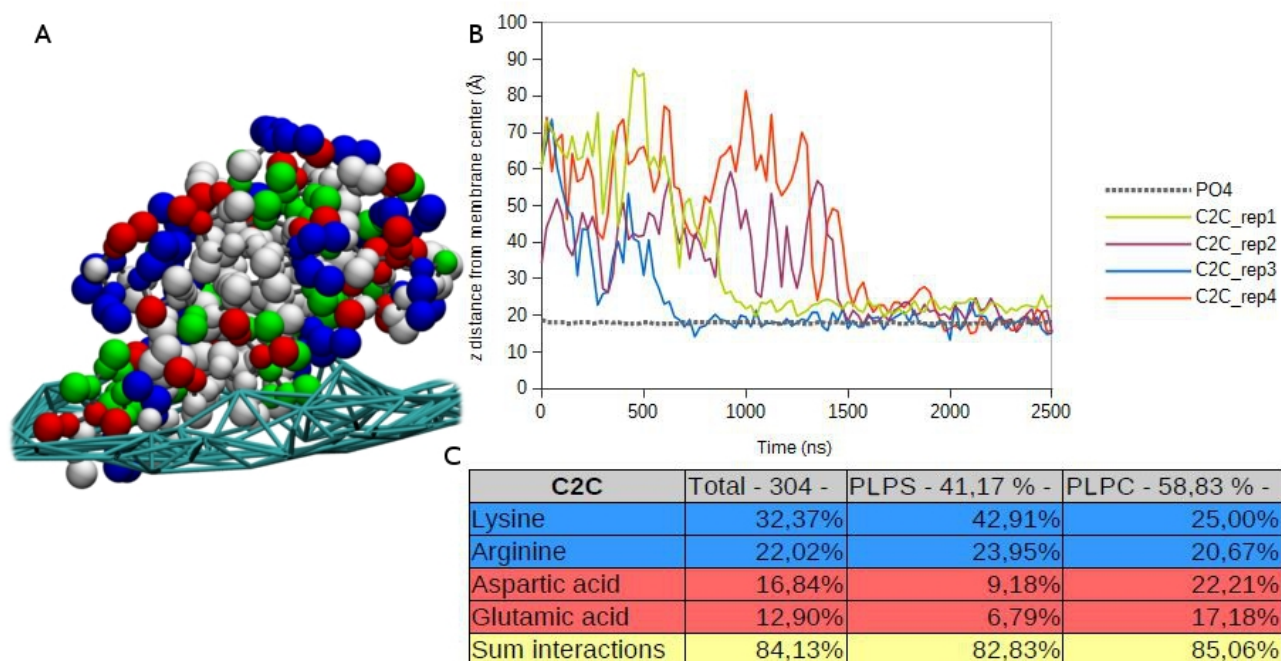 A
B
z distance from membrane center (Å)
100
90
80
70
60
50
40
30
20
10
0
0 500 1000 1500 2000 2500
Time (ns)
PO4
C2C_rep1
C2C_rep2
C2C_rep3
C2C_rep4
C
C2C Total - 304 - PLPS - 41,17 % - PLPC - 58,83 % -
Lysine 32,37% 42,91% 25,00%
Arginine 22,02% 23,95% 20,67%
Aspartic acid 16,84% 9,18% 22,21%
Glutamic acid 12,90% 6,79% 17,18%
Sum interactions 84,13% 82,83% 85,06%